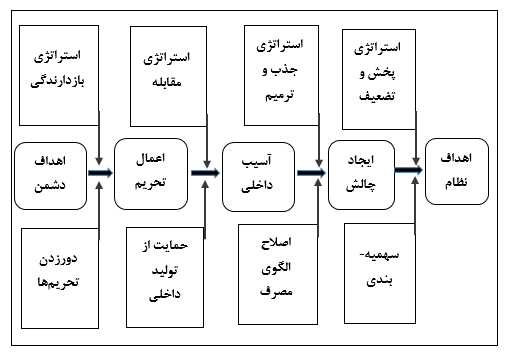 استراتژی
بازدارندگی
استراتژی
مقابله
استراتژی
جذب و
ترمیم
استراتژی
پخش و
تضعیف
اهداف
دشمن
اعمال
تحریم
آسیب
داخلی
ایجاد
چالش
اهداف
نظام
دورزدن
تحریم‌ها
حمایت از
تولید
داخلی
اصلاح
الگوی
مصرف
سهمیه-
بندی